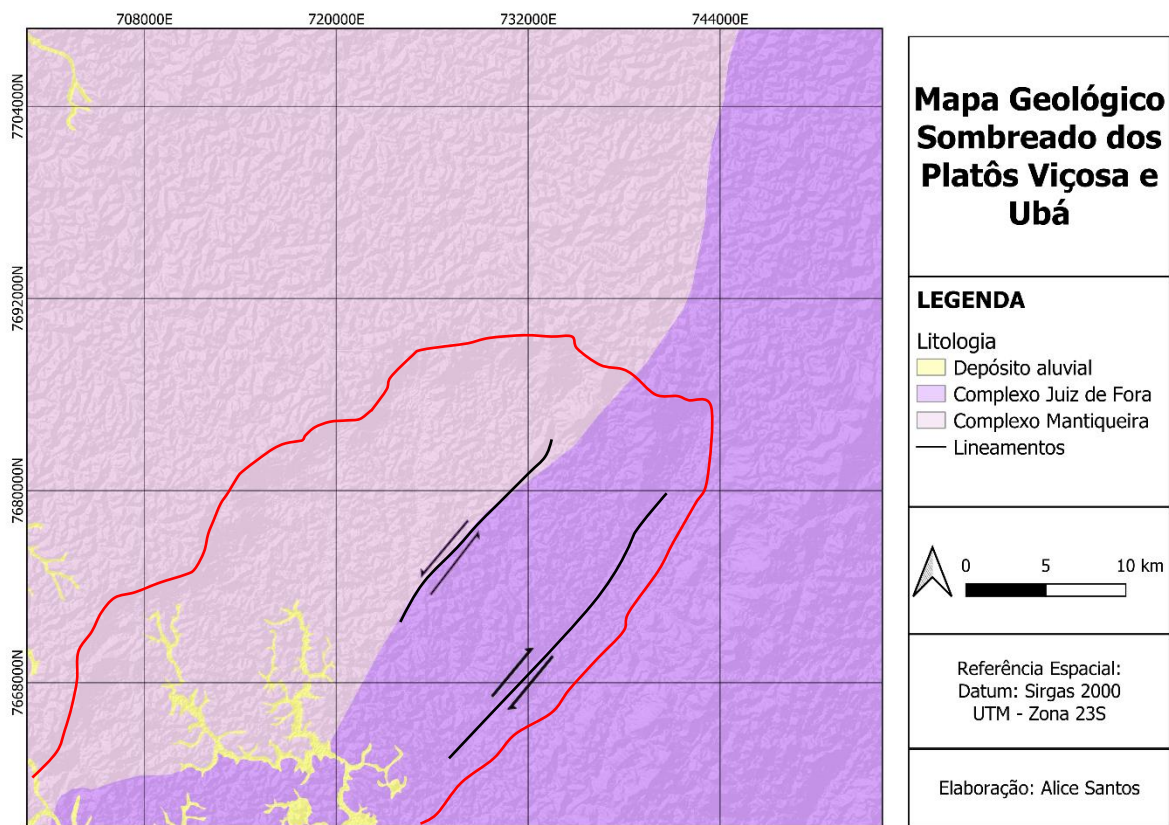 708000E
720000E
732000E
744000E
7704000N
7692000N
7680000N
7668000N
Mapa Geológico
Sombreado dos
Platôs Viçosa e
Ubá
LEGENDA
Litologia
Depósito aluvial
Complexo Juiz de Fora
Complexo Mantiqueira
Lineamentos
0 5 10 km
Referência Espacial:
Datum: Sirgas 2000
UTM - Zona 23S
Elaboração: Alice Santos